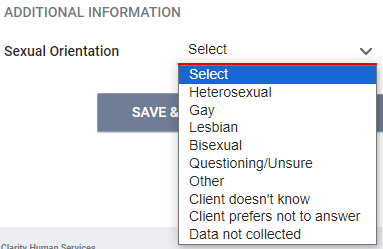 ADDITIONAL INFORMATION
Sexual Orientation Select
Select
Heterosexual
Gay
Lesbian
Bisexual
Questioning/Unsure
Other
Client doesn't know
Client prefers not to answer
Data not collected
SAVE &
Clarity Human Services